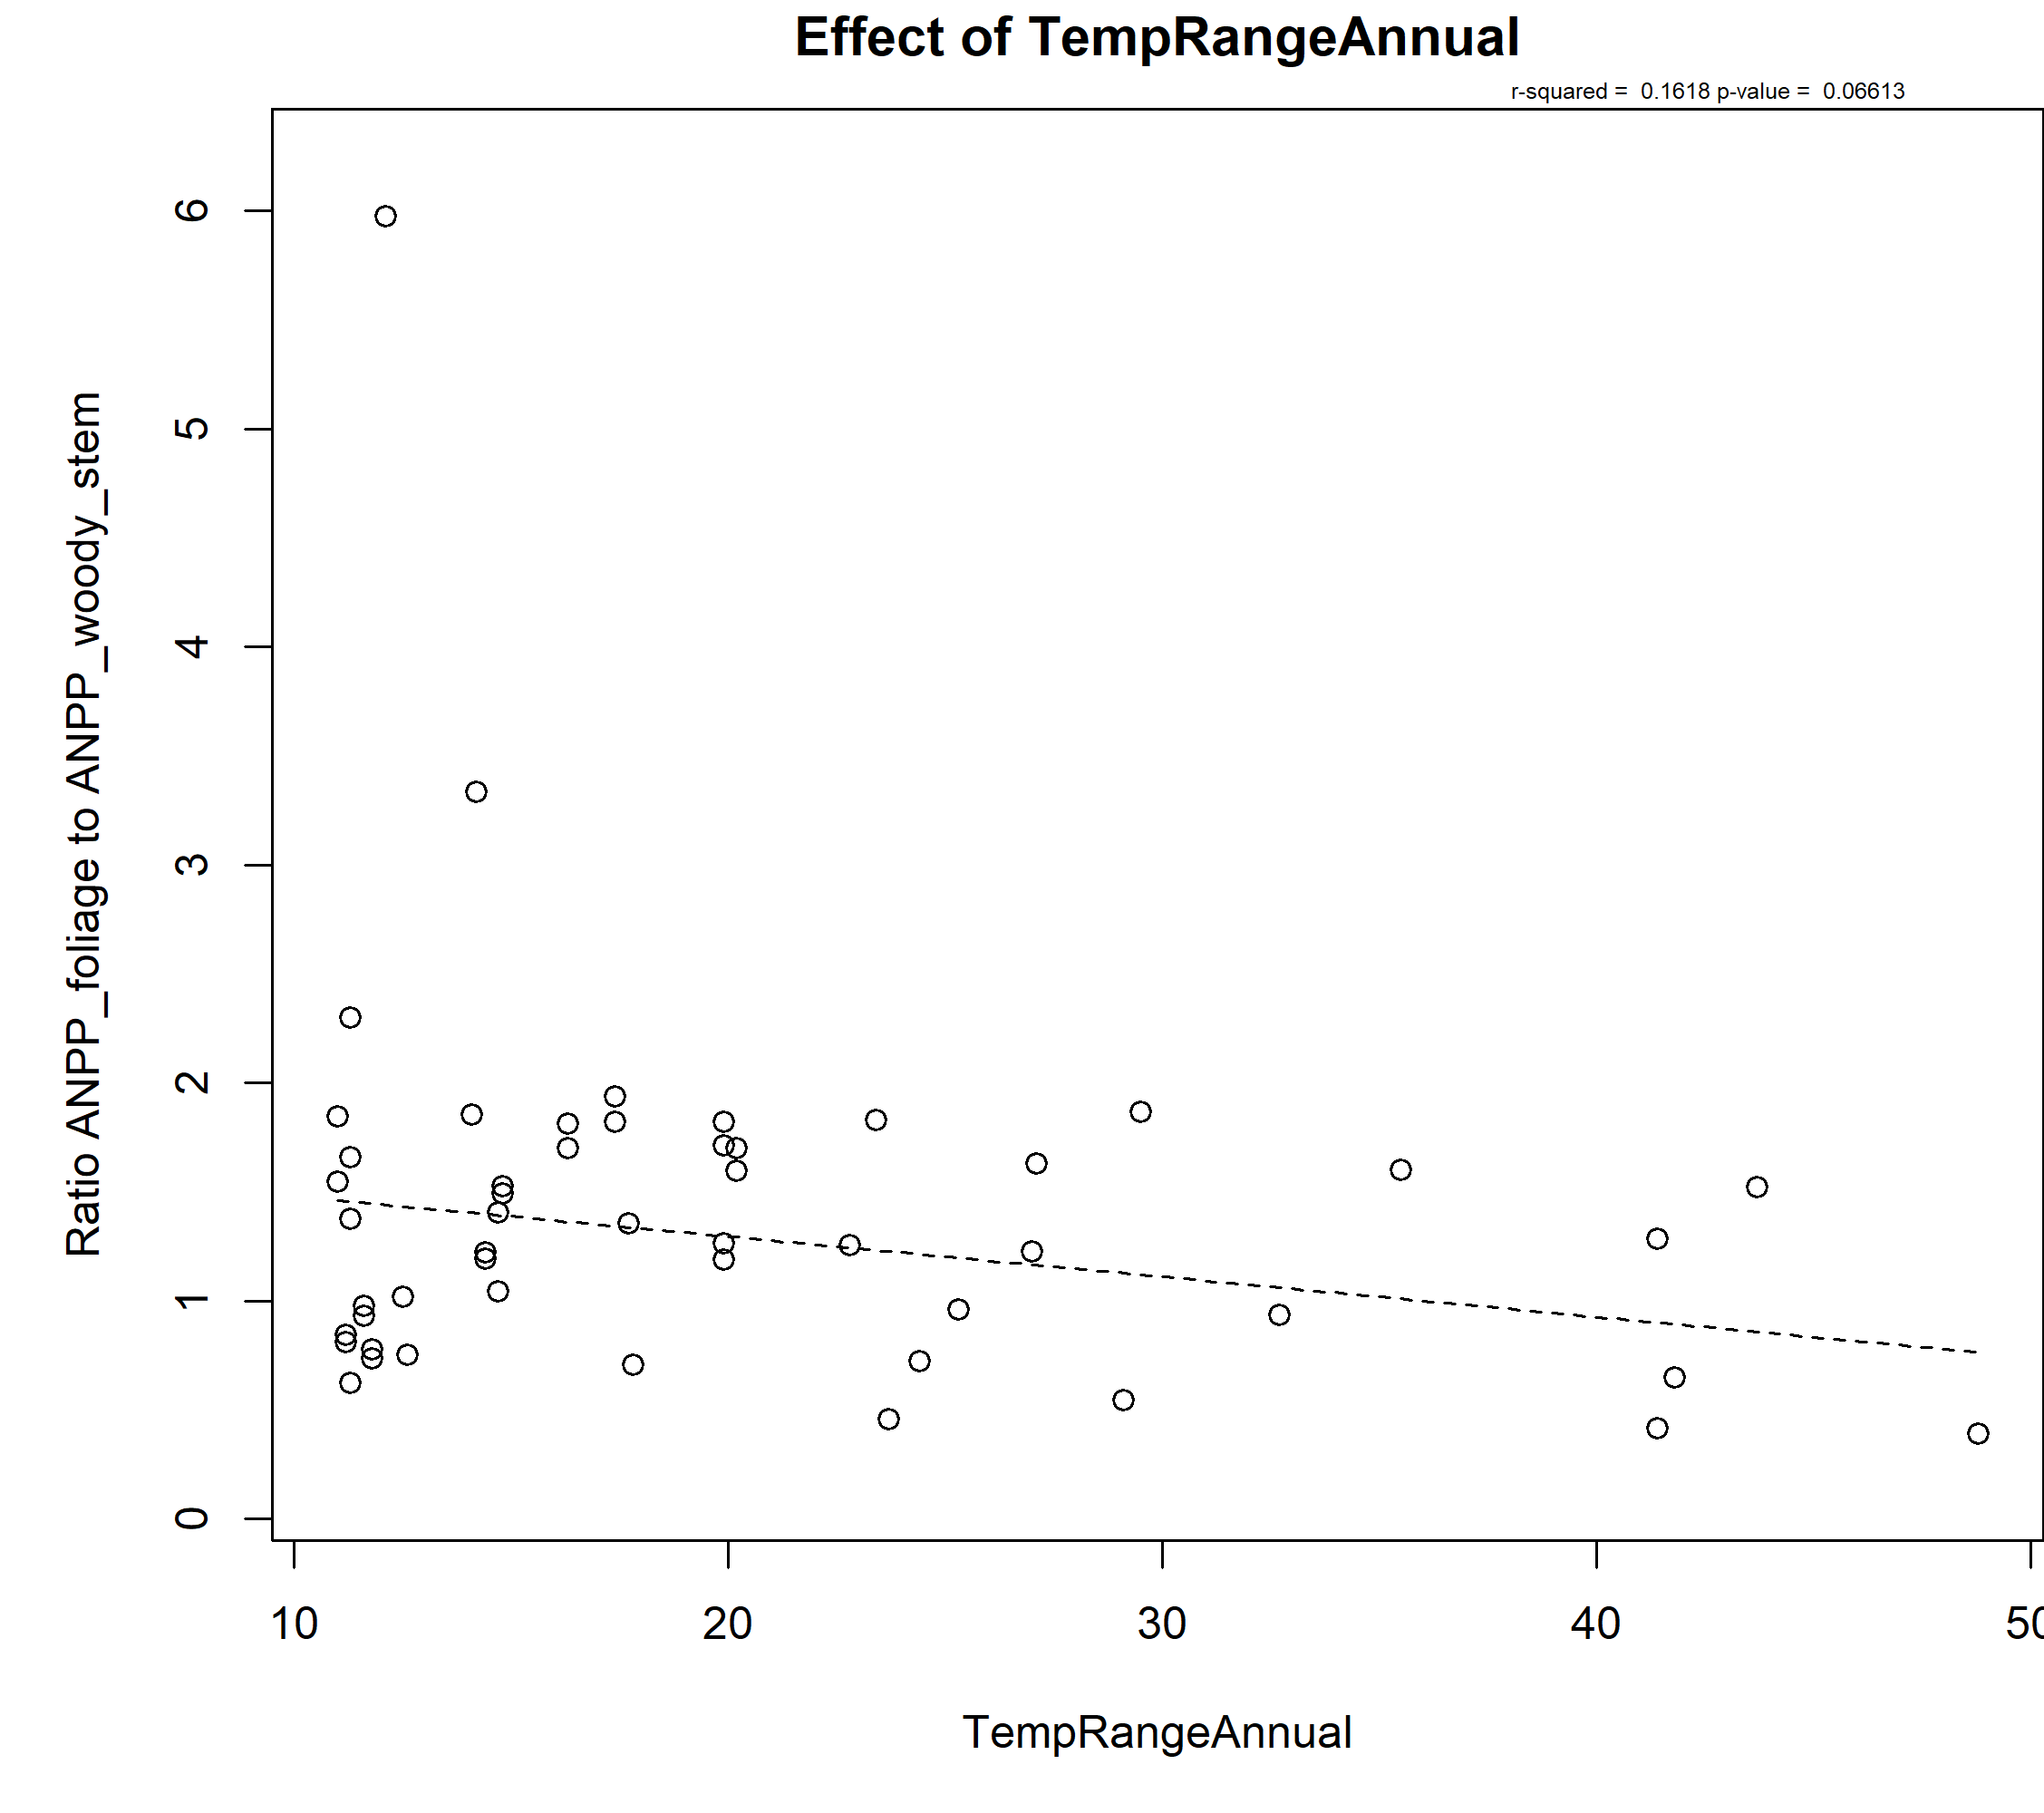 Effect of TempRangeAnnual
r-squared = 0.1618 p-value = 0.06613
Ratio ANPP_foliage to ANPP_woody_stem
6
5
4
3
2
1
0
10 20 30 40 50
TempRangeAnnual